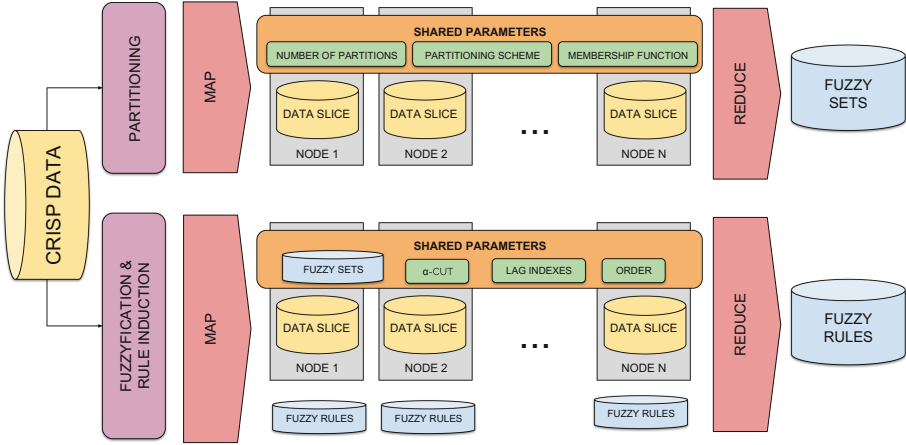 CRISP DATA
PARTITIONING
MAP
SHARED PARAMETERS
NUMBER OF PARTITIONS
PARTITIONING SCHEME
MEMBERSHIP FUNCTION
DATA SLICE
DATA SLICE
...
DATA SLICE
NODE 1
NODE 2
NODE N
REDUCE
FUZZY
SETS
FUZZYFICATION &
RULE INDUCTION
MAP
SHARED PARAMETERS
FUZZY SETS
α-CUT
LAG INDEXES
ORDER
DATA SLICE
DATA SLICE
...
DATA SLICE
NODE 1
NODE 2
NODE N
FUZZY RULES
FUZZY RULES
FUZZY RULES
REDUCE
FUZZY
RULES